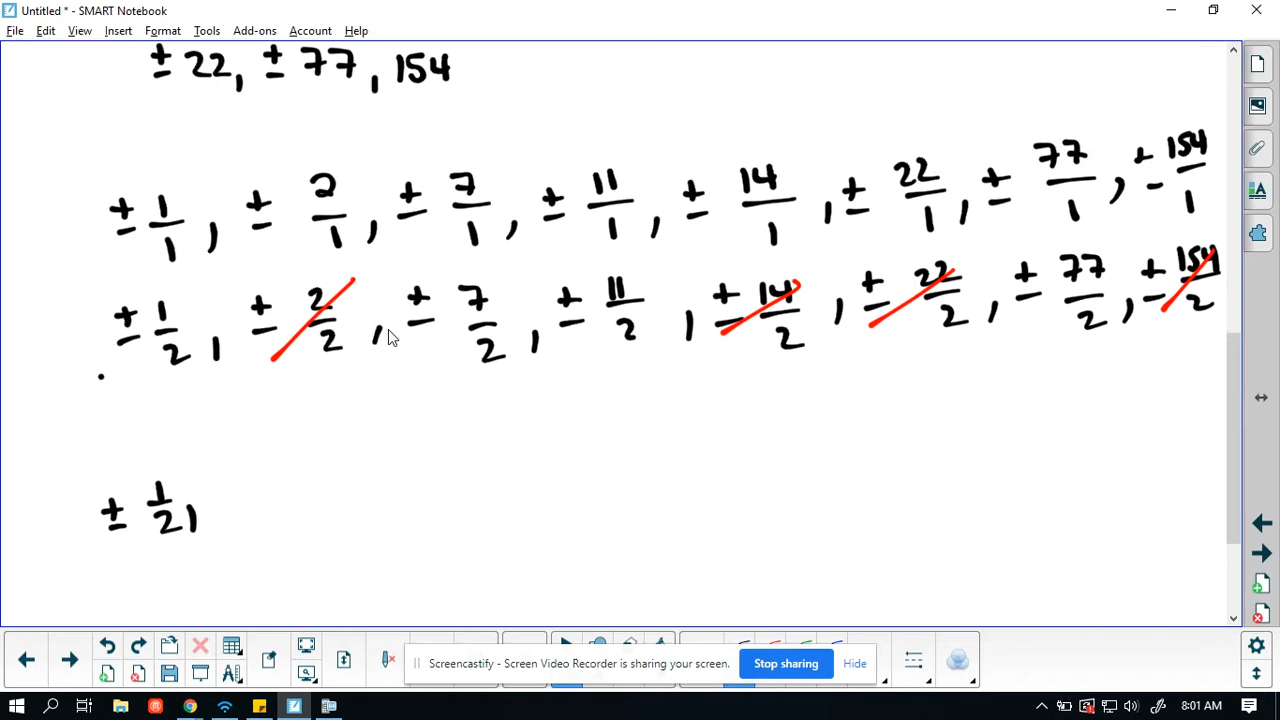 Untitled * - SMART Notebook
File Edit View Insert Format Tools Add-ons Account Help
± 22, ± 77, 154
± 1/1, ± 2/1, ± 7/1, ± 11/1, ± 14/1, ± 22/1, ± 77/1, ± 154/1
± 1/2, ± 2/2, ± 7/2, ± 11/2, ± 14/2, ± 22/2, ± 77/2, ± 154/2
± 1/2,
Screencastify - Screen Video Recorder is sharing your screen. Stop sharing Hide
8:01 AM